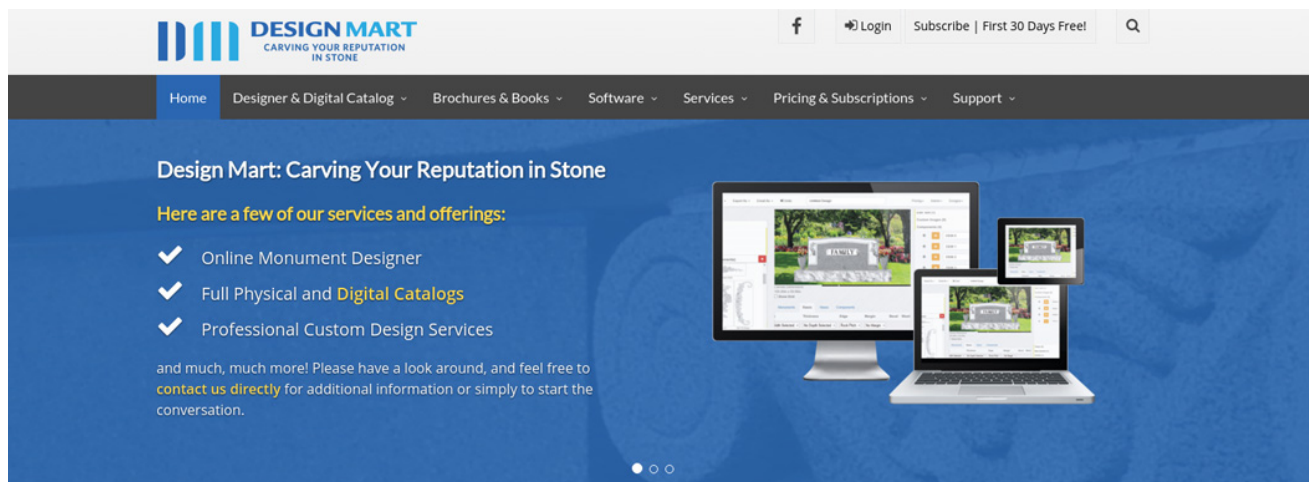 DESIGN MART
CARVING YOUR REPUTATION
IN STONE
Login
Subscribe | First 30 Days Free!
Home
Designer & Digital Catalog
Brochures & Books
Software
Services
Pricing & Subscriptions
Support
Design Mart: Carving Your Reputation in Stone
Here are a few of our services and offerings:
Online Monument Designer
Full Physical and Digital Catalogs
Professional Custom Design Services
and much, much more! Please have a look around, and feel free to
contact us directly for additional information or simply to start the
conversation.
FAMILY